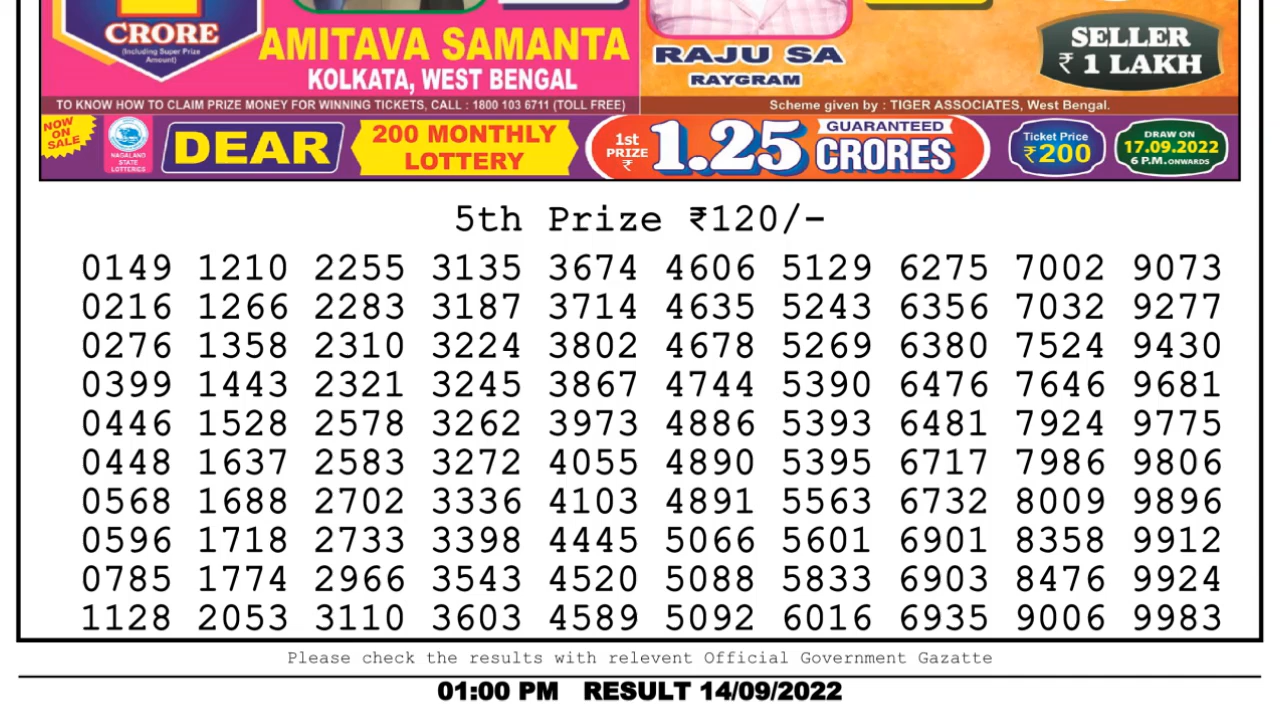 CRORE
(Including Super Prize
Amount)
AMITAVA SAMANTA
KOLKATA, WEST BENGAL
RAJU SA
RAYGRAM
SELLER
₹ 1 LAKH
TO KNOW HOW TO CLAIM PRIZE MONEY FOR WINNING TICKETS, CALL : 1800 103 6711 (TOLL FREE)
Scheme given by : TIGER ASSOCIATES, West Bengal.
NOW
ON
SALE
NAGALAND
STATE
LOTTERIES
DEAR
200 MONTHLY
LOTTERY
1st
PRIZE
₹
1.25
GUARANTEED
CRORES
Ticket Price
₹200
DRAW ON
17.09.2022
6 P.M. ONWARDS
5th Prize ₹120/-
0149 1210 2255 3135 3674 4606 5129 6275 7002 9073
0216 1266 2283 3187 3714 4635 5243 6356 7032 9277
0276 1358 2310 3224 3802 4678 5269 6380 7524 9430
0399 1443 2321 3245 3867 4744 5390 6476 7646 9681
0446 1528 2578 3262 3973 4886 5393 6481 7924 9775
0448 1637 2583 3272 4055 4890 5395 6717 7986 9806
0568 1688 2702 3336 4103 4891 5563 6732 8009 9896
0596 1718 2733 3398 4445 5066 5601 6901 8358 9912
0785 1774 2966 3543 4520 5088 5833 6903 8476 9924
1128 2053 3110 3603 4589 5092 6016 6935 9006 9983
Please check the results with relevent Official Government Gazatte
01:00 PM RESULT 14/09/2022